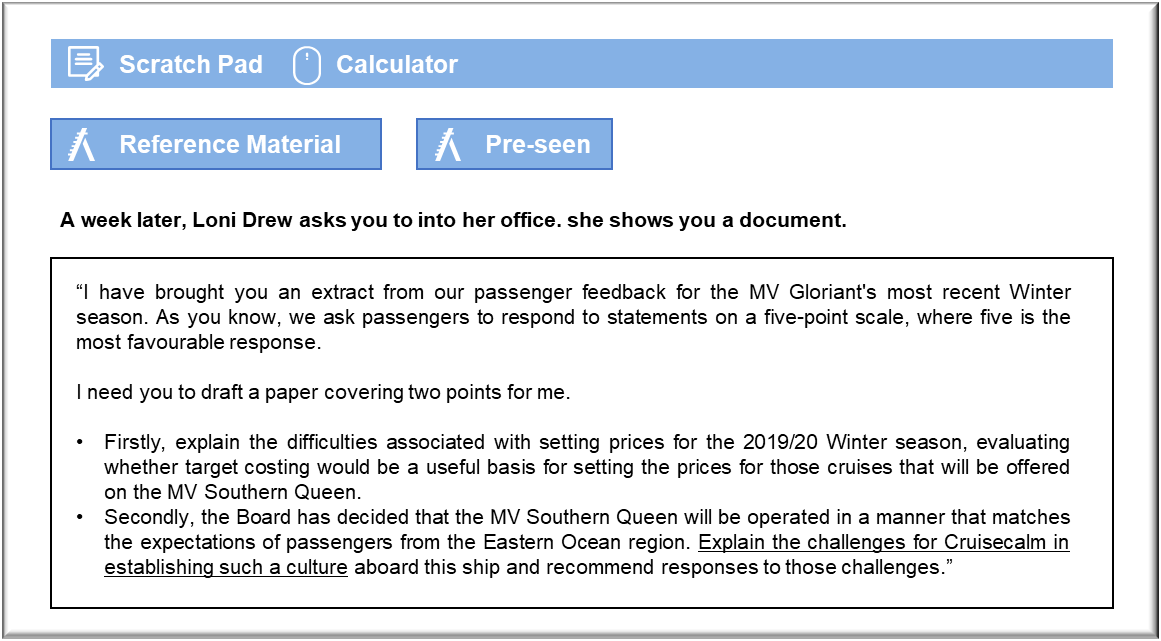 Scratch Pad Calculator
Reference Material Pre-seen
A week later, Loni Drew asks you to into her office. she shows you a document.
“I have brought you an extract from our passenger feedback for the MV Gloriant's most recent Winter
season. As you know, we ask passengers to respond to statements on a five-point scale, where five is the
most favourable response.
I need you to draft a paper covering two points for me.
• Firstly, explain the difficulties associated with setting prices for the 2019/20 Winter season, evaluating
whether target costing would be a useful basis for setting the prices for those cruises that will be offered
on the MV Southern Queen.
• Secondly, the Board has decided that the MV Southern Queen will be operated in a manner that matches
the expectations of passengers from the Eastern Ocean region. Explain the challenges for Cruisecalm in
establishing such a culture aboard this ship and recommend responses to those challenges.”